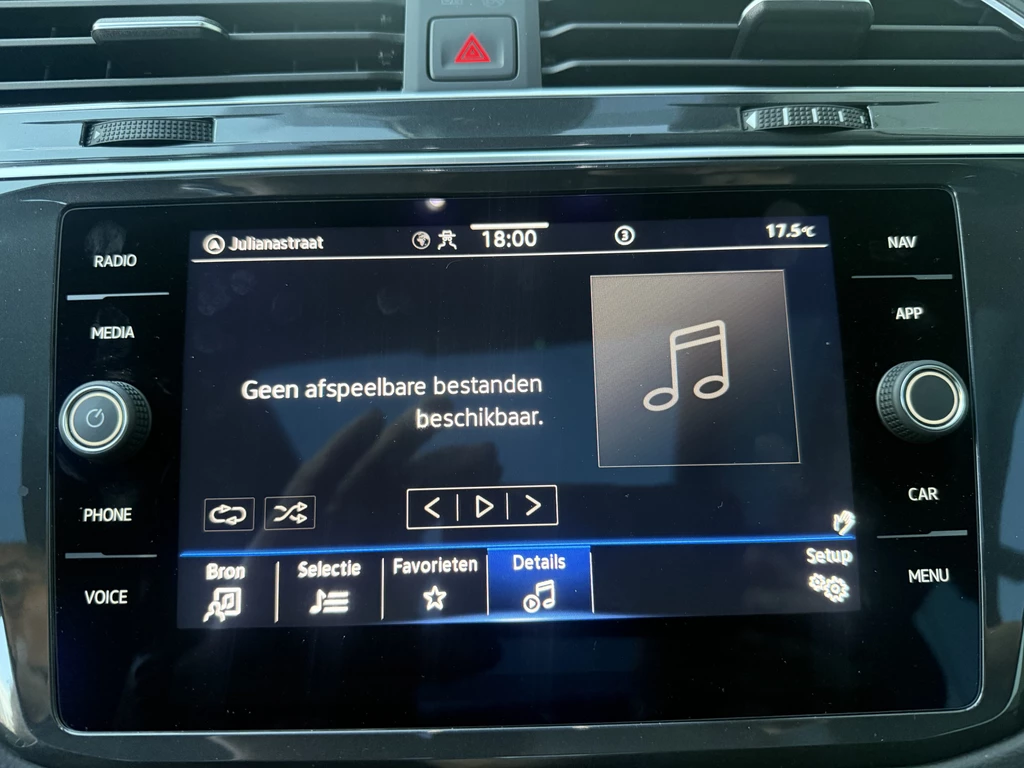 Julianastraat
18:00
3
17.5°C
RADIO
MEDIA
PHONE
VOICE
NAV
APP
CAR
MENU
Geen afspeelbare bestanden
beschikbaar.
Bron
Selectie
Favorieten
Details
Setup